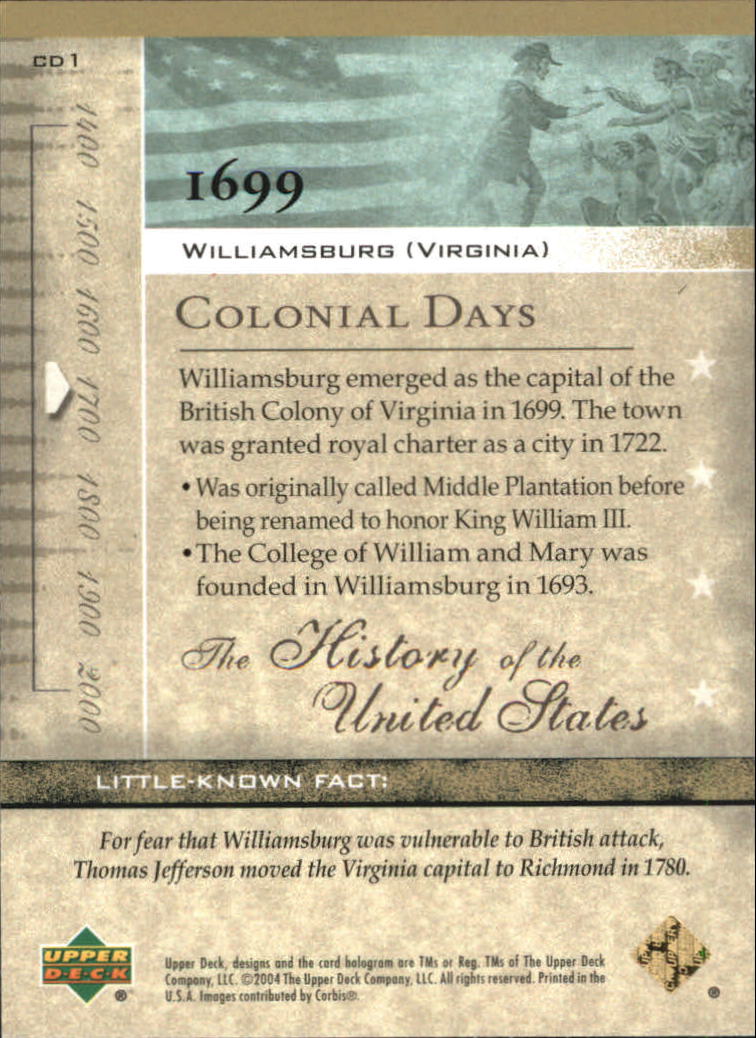 CD1
1699
WILLIAMSBURG (VIRGINIA)
1400 1500 1600 1700 1800 1900 2000
COLONIAL DAYS
Williamsburg emerged as the capital of the
British Colony of Virginia in 1699. The town
was granted royal charter as a city in 1722.
• Was originally called Middle Plantation before
being renamed to honor King William III.
• The College of William and Mary was
founded in Williamsburg in 1693.
The History of the
United States
LITTLE-KNOWN FACT:
For fear that Williamsburg was vulnerable to British attack,
Thomas Jefferson moved the Virginia capital to Richmond in 1780.
UPPER
D·E·C·K
®
Upper Deck, designs and the card hologram are TMs or Reg. TMs of The Upper Deck
Company, LLC. ©2004 The Upper Deck Company, LLC. All rights reserved. Printed in the
U.S.A. Images contributed by Corbis®.
®